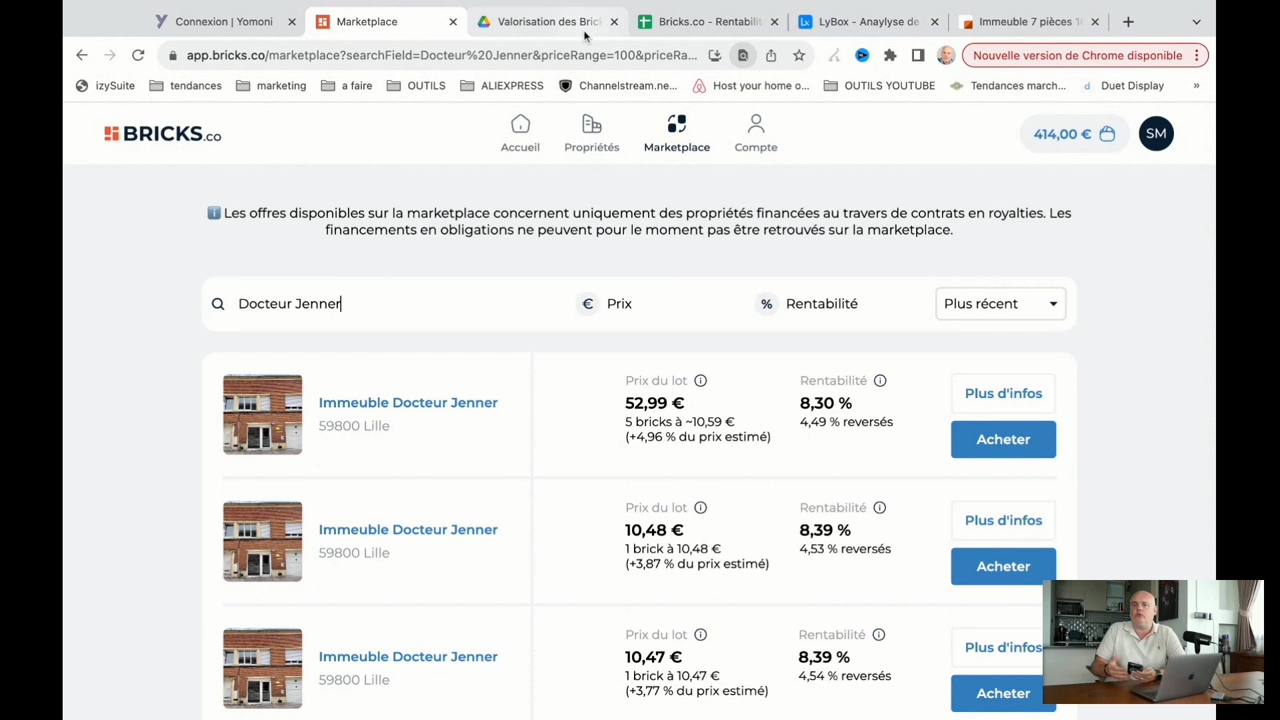 Connexion | Yomoni
Marketplace
Valorisation des Bric
Bricks.co - Rentabilit
LyBox - Anaylyse de
Immeuble 7 pièces 1
app.bricks.co/marketplace?searchField=Docteur%20Jenner&priceRange=100&priceRa...
Nouvelle version de Chrome disponible
izySuite
tendances
marketing
a faire
OUTILS
ALIEXPRESS
Channelstream.ne...
Host your home o...
OUTILS YOUTUBE
Tendances march...
Duet Display
»
BRICKS.co
Accueil
Propriétés
Marketplace
Compte
414,00 €
SM
Les offres disponibles sur la marketplace concernent uniquement des propriétés financées au travers de contrats en royalties. Les
financements en obligations ne peuvent pour le moment pas être retrouvés sur la marketplace.
Docteur Jenner
€ Prix
% Rentabilité
Plus récent
Immeuble Docteur Jenner
59800 Lille
Prix du lot
52,99 €
5 bricks à ~10,59 €
(+4,96 % du prix estimé)
Rentabilité
8,30 %
4,49 % reversés
Plus d'infos
Acheter
Immeuble Docteur Jenner
59800 Lille
Prix du lot
10,48 €
1 brick à 10,48 €
(+3,87 % du prix estimé)
Rentabilité
8,39 %
4,53 % reversés
Plus d'infos
Acheter
Immeuble Docteur Jenner
59800 Lille
Prix du lot
10,47 €
1 brick à 10,47 €
(+3,77 % du prix estimé)
Rentabilité
8,39 %
4,54 % reversés
Plus d'infos
Acheter